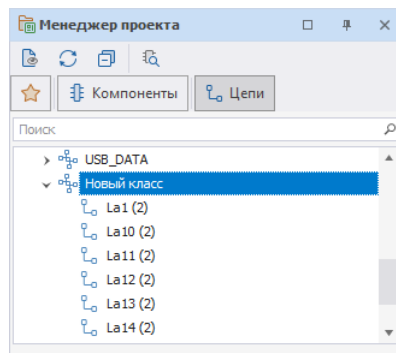 Менеджер проекта
Компоненты
Цепи
Поиск
USB_DATA
Новый класс
La1 (2)
La10 (2)
La11 (2)
La12 (2)
La13 (2)
La14 (2)